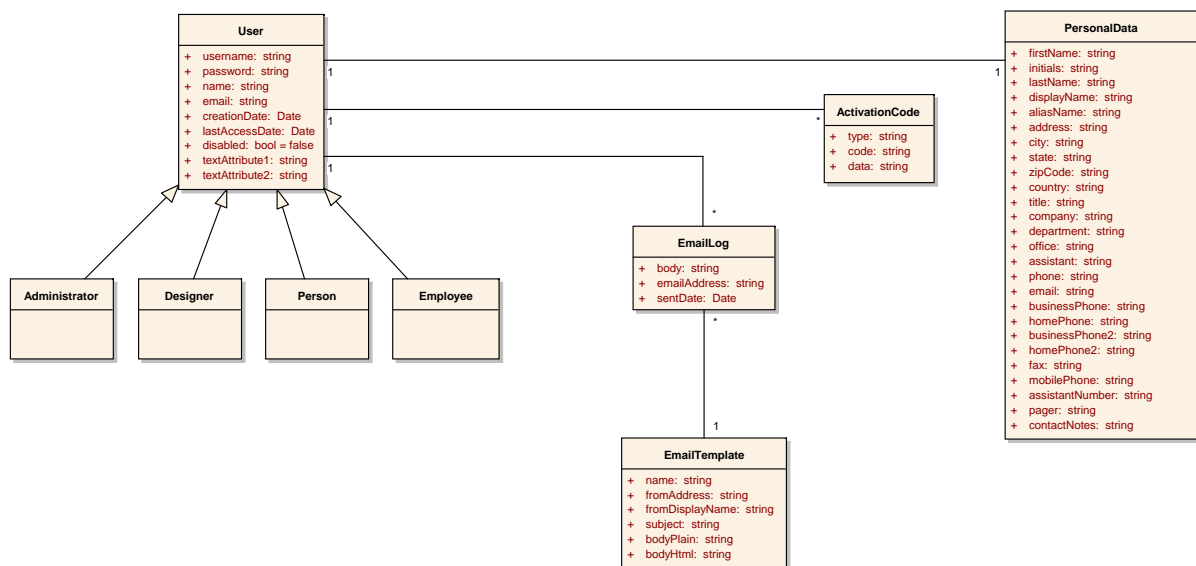 User
+ username: string
+ password: string
+ name: string
+ email: string
+ creationDate: Date
+ lastAccessDate: Date
+ disabled: bool = false
+ textAttribute1: string
+ textAttribute2: string
1
1
1
1
*
*
PersonalData
+ firstName: string
+ initials: string
+ lastName: string
+ displayName: string
+ aliasName: string
+ address: string
+ city: string
+ state: string
+ zipCode: string
+ country: string
+ title: string
+ company: string
+ department: string
+ office: string
+ assistant: string
+ phone: string
+ email: string
+ businessPhone: string
+ homePhone: string
+ businessPhone2: string
+ homePhone2: string
+ fax: string
+ mobilePhone: string
+ assistantNumber: string
+ pager: string
+ contactNotes: string
ActivationCode
+ type: string
+ code: string
+ data: string
Administrator
Designer
Person
Employee
EmailLog
+ body: string
+ emailAddress: string
+ sentDate: Date
*
1
EmailTemplate
+ name: string
+ fromAddress: string
+ fromDisplayName: string
+ subject: string
+ bodyPlain: string
+ bodyHtml: string